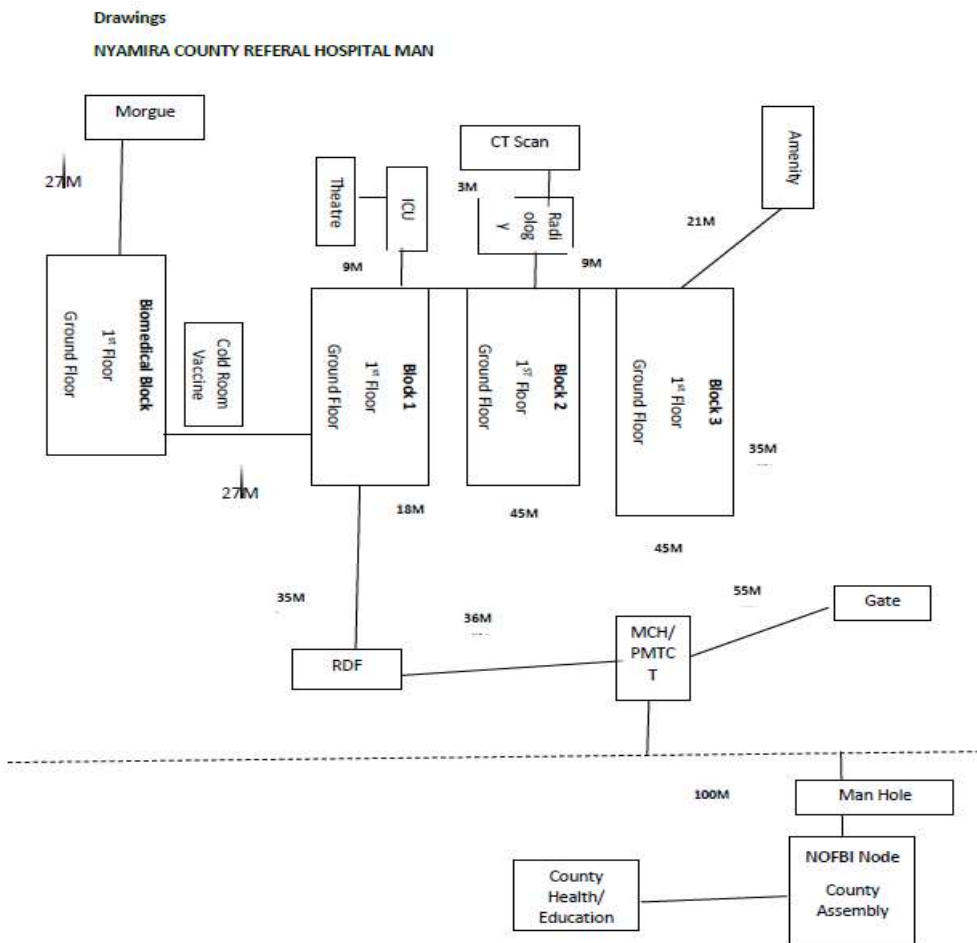 Drawings
NYAMIRA COUNTY REFERAL HOSPITAL MAN
Morgue
27M
Theatre
ICU
9M
CT Scan
3M
Radi
olog
y
9M
Amenity
21M
Biomedical Block
1st Floor
Ground Floor
Cold Room
Vaccine
27M
Block 1
1st Floor
Ground Floor
18M
Block 2
1ST Floor
Ground Floor
45M
Block 3
1st Floor
Ground Floor
35M
45M
35M
36M
55M
Gate
RDF
MCH/
PMTC
T
100M
Man Hole
NOFBI Node
County
Assembly
County
Health/
Education